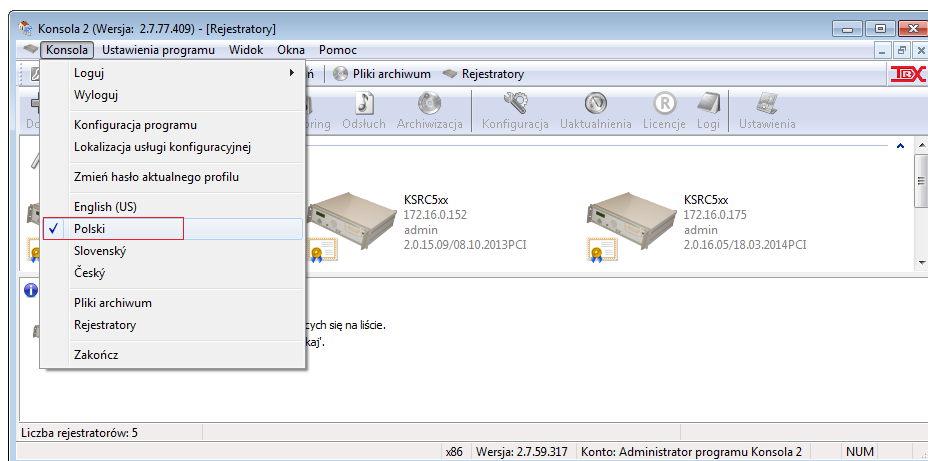 Konsola 2 (Wersja: 2.7.77.409) - [Rejestratory]
Konsola Ustawienia programu Widok Okna Pomoc
Pliki archiwum Rejestratory TRX
Odsłuch Archiwizacja Konfiguracja Uaktualnienia Licencje Logi Ustawienia
Loguj
Wyloguj
Konfiguracja programu
Lokalizacja usługi konfiguracyjnej
Zmień hasło aktualnego profilu
English (US)
Polski
Slovenský
Český
Pliki archiwum
Rejestratory
Zakończ
KSRC5xx
172.16.0.152
admin
2.0.15.09/08.10.2013PCI
KSRC5xx
172.16.0.175
admin
2.0.16.05/18.03.2014PCI
cych się na liście.
kaj'.
Liczba rejestratorów: 5
x86 Wersja: 2.7.59.317 Konto: Administrator programu Konsola 2 NUM